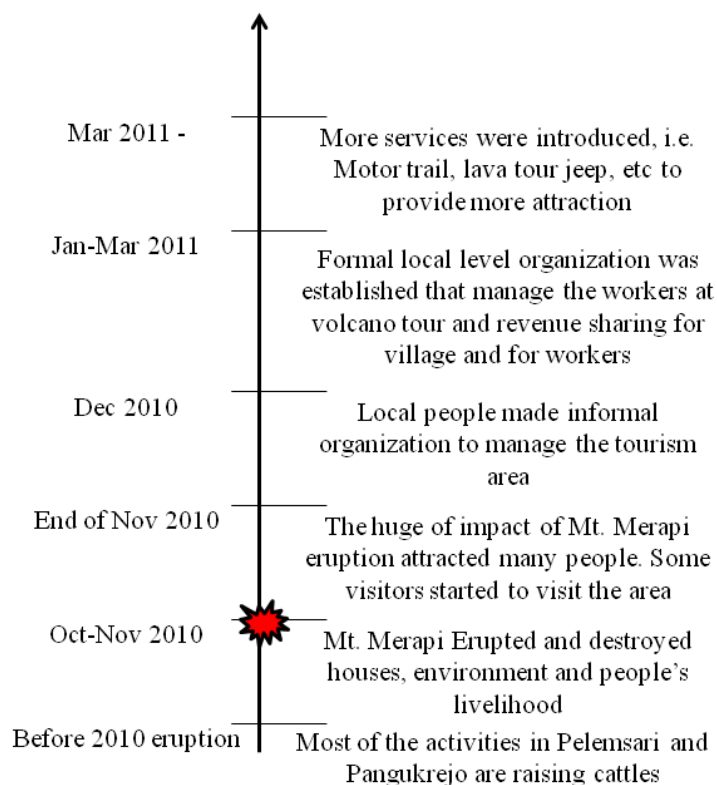 Mar 2011 -
More services were introduced, i.e.
Motor trail, lava tour jeep, etc to
provide more attraction
Jan-Mar 2011
Formal local level organization was
established that manage the workers at
volcano tour and revenue sharing for
village and for workers
Dec 2010
Local people made informal
organization to manage the tourism
area
End of Nov 2010
The huge of impact of Mt. Merapi
eruption attracted many people. Some
visitors started to visit the area
Oct-Nov 2010
Mt. Merapi Erupted and destroyed
houses, environment and people's
livelihood
Before 2010 eruption
Most of the activities in Pelemsari and
Pangukrejo are raising cattles